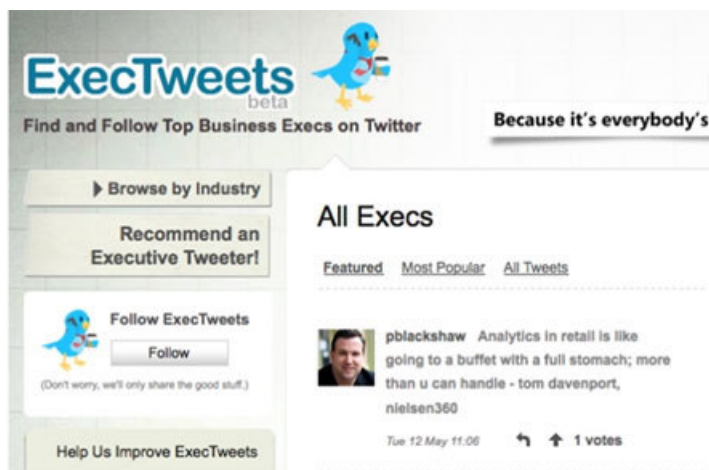 ExecTweets
beta
Find and Follow Top Business Execs on Twitter
Because it's everybody's
Browse by Industry
Recommend an
Executive Tweeter!
Follow ExecTweets
Follow
(Don't worry, we'll only share the good stuff.)
Help Us Improve ExecTweets
All Execs
Featured Most Popular All Tweets
pblackshaw Analytics in retail is like
going to a buffet with a full stomach; more
than u can handle - tom davenport,
nielsen360
Tue 12 May 11:06 1 votes